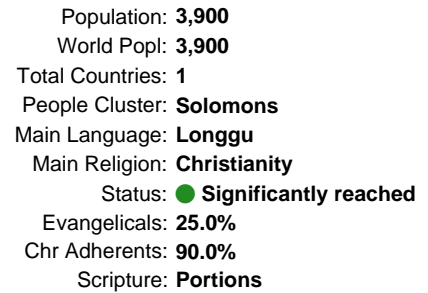 Population: 3,900
World Popl: 3,900
Total Countries: 1
People Cluster: Solomons
Main Language: Longgu
Main Religion: Christianity
Status: Significantly reached
Evangelicals: 25.0%
Chr Adherents: 90.0%
Scripture: Portions